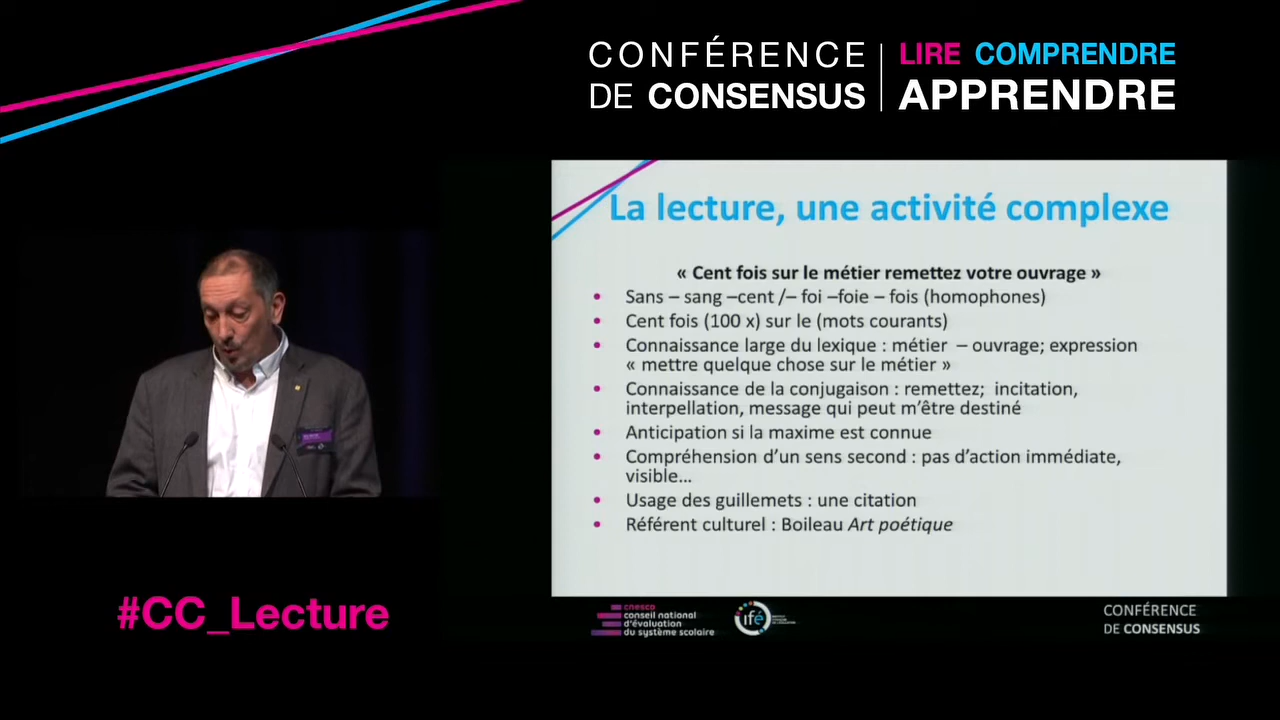 CONFÉRENCE
DE CONSENSUS
LIRE COMPRENDRE
APPRENDRE
La lecture, une activité complexe
« Cent fois sur le métier remettez votre ouvrage »
• Sans – sang –cent /– foi –foie – fois (homophones)
• Cent fois (100 x) sur le (mots courants)
• Connaissance large du lexique : métier – ouvrage; expression
« mettre quelque chose sur le métier »
• Connaissance de la conjugaison : remettez; incitation,
interpellation, message qui peut m’être destiné
• Anticipation si la maxime est connue
• Compréhension d’un sens second : pas d’action immédiate,
visible…
• Usage des guillemets : une citation
• Référent culturel : Boileau Art poétique
#CC_Lecture
cnesco
conseil national
d'évaluation
du système scolaire
ifé
CONFÉRENCE
DE CONSENSUS